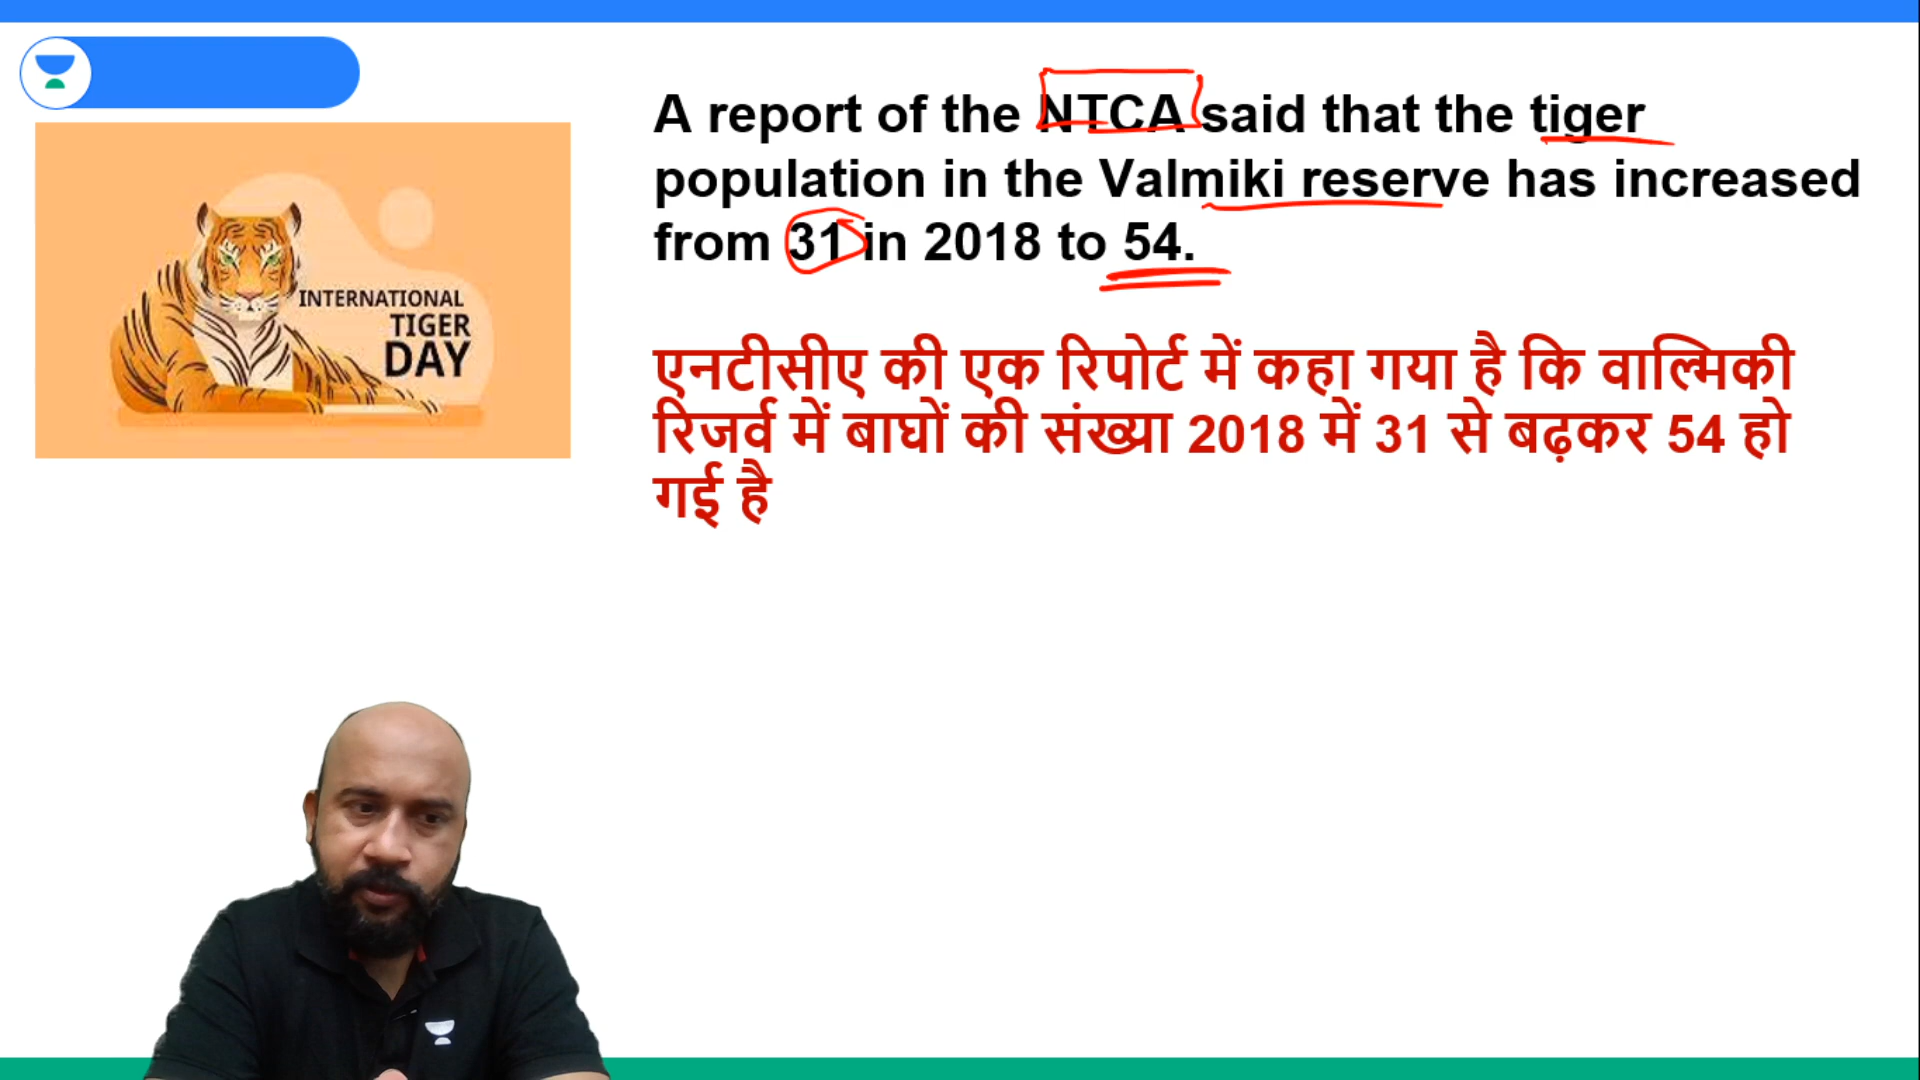 A report of the NTCA said that the tiger
population in the Valmiki reserve has increased
from 31 in 2018 to 54.
INTERNATIONAL
TIGER
DAY
एनटीसीए की एक रिपोर्ट में कहा गया है कि वाल्मिकी
रिजर्व में बाघों की संख्या 2018 में 31 से बढ़कर 54 हो
गई है